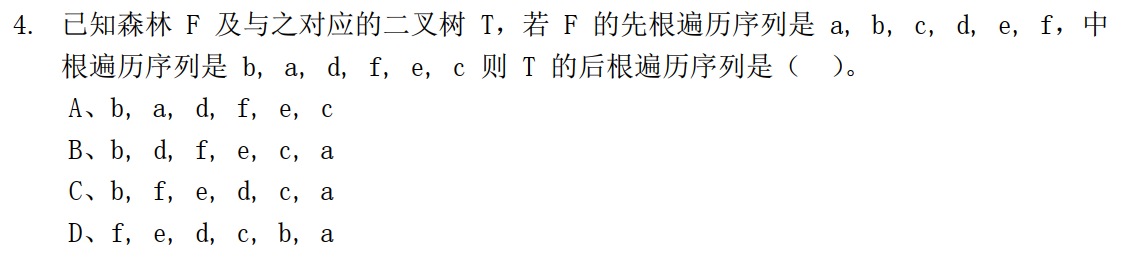 4. 已知森林 F 及与之对应的二叉树 T，若 F 的先根遍历序列是 a, b, c, d, e, f，中
根遍历序列是 b, a, d, f, e, c 则 T 的后根遍历序列是（ ）。
A、b, a, d, f, e, c
B、b, d, f, e, c, a
C、b, f, e, d, c, a
D、f, e, d, c, b, a